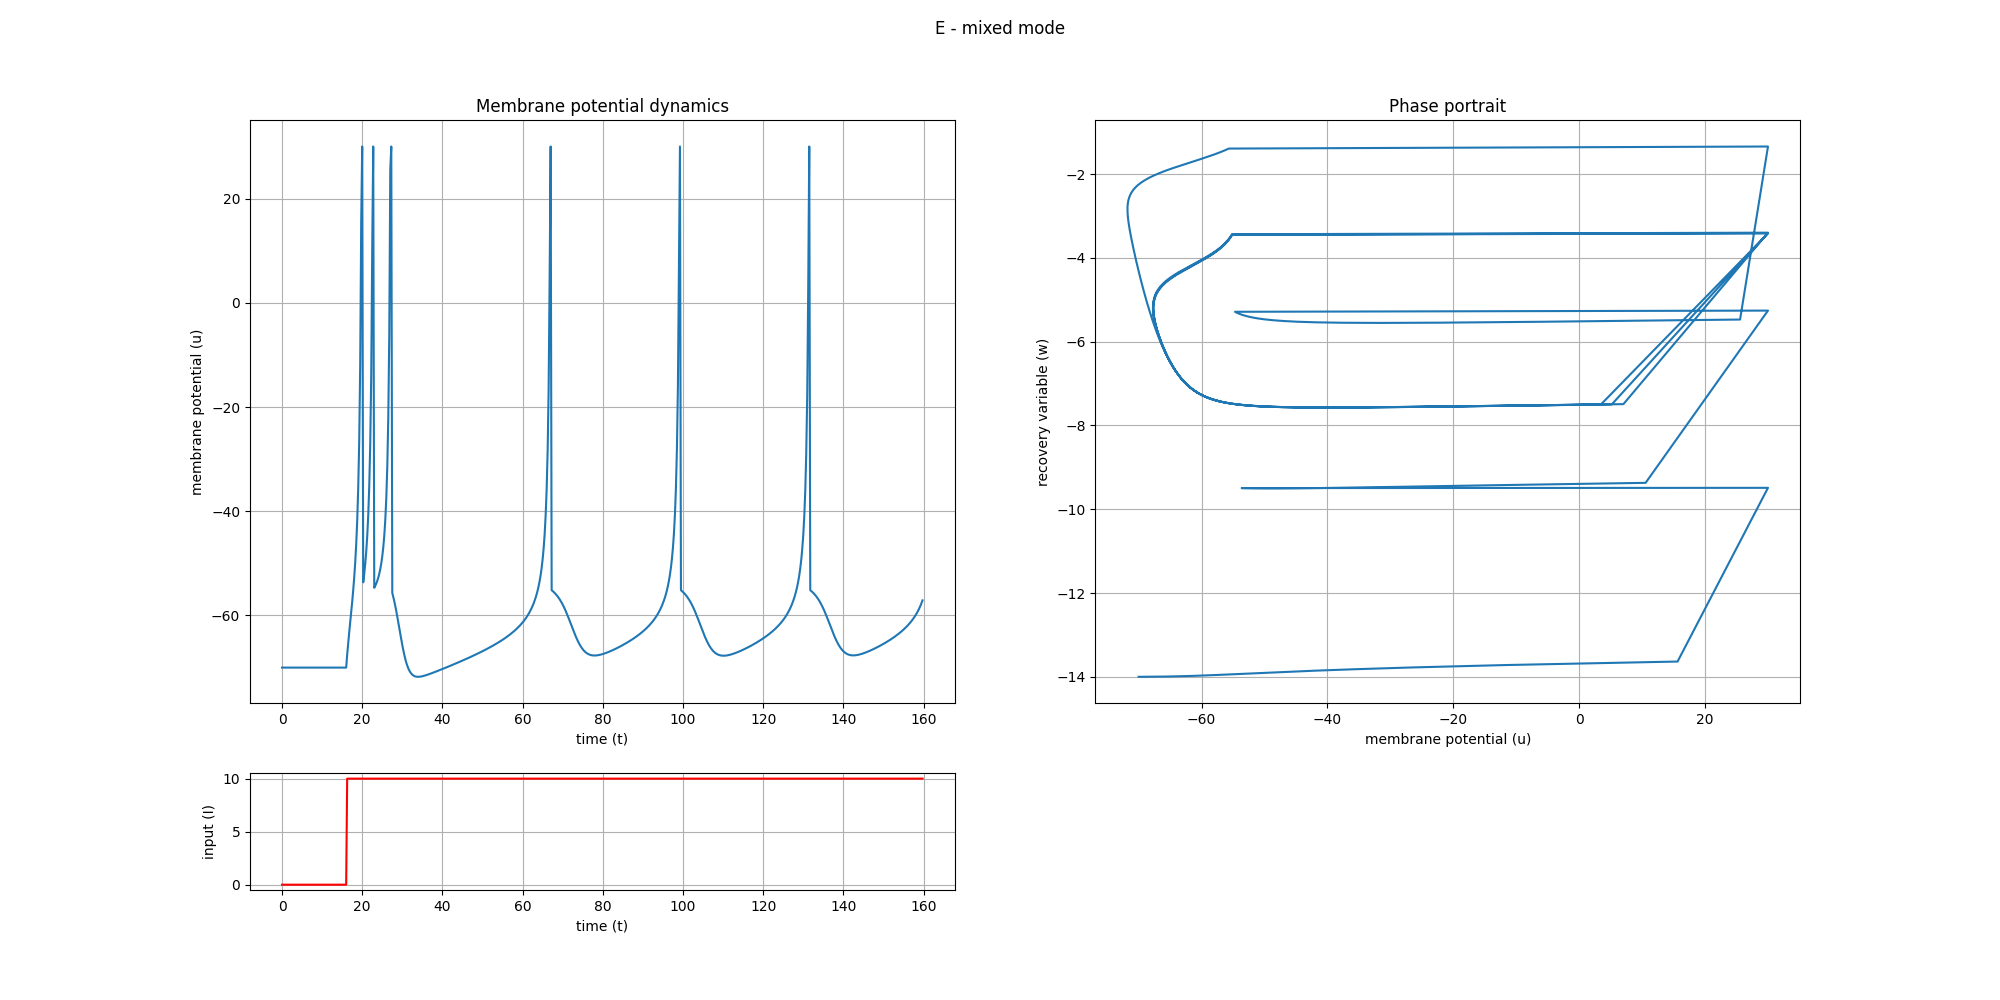 E - mixed mode
Membrane potential dynamics
membrane potential (u)
20
0
−20
−40
−60
0 20 40 60 80 100 120 140 160
time (t)
Phase portrait
recovery variable (w)
−2
−4
−6
−8
−10
−12
−14
−60 −40 −20 0 20
membrane potential (u)
input (I)
10
5
0
0 20 40 60 80 100 120 140 160
time (t)